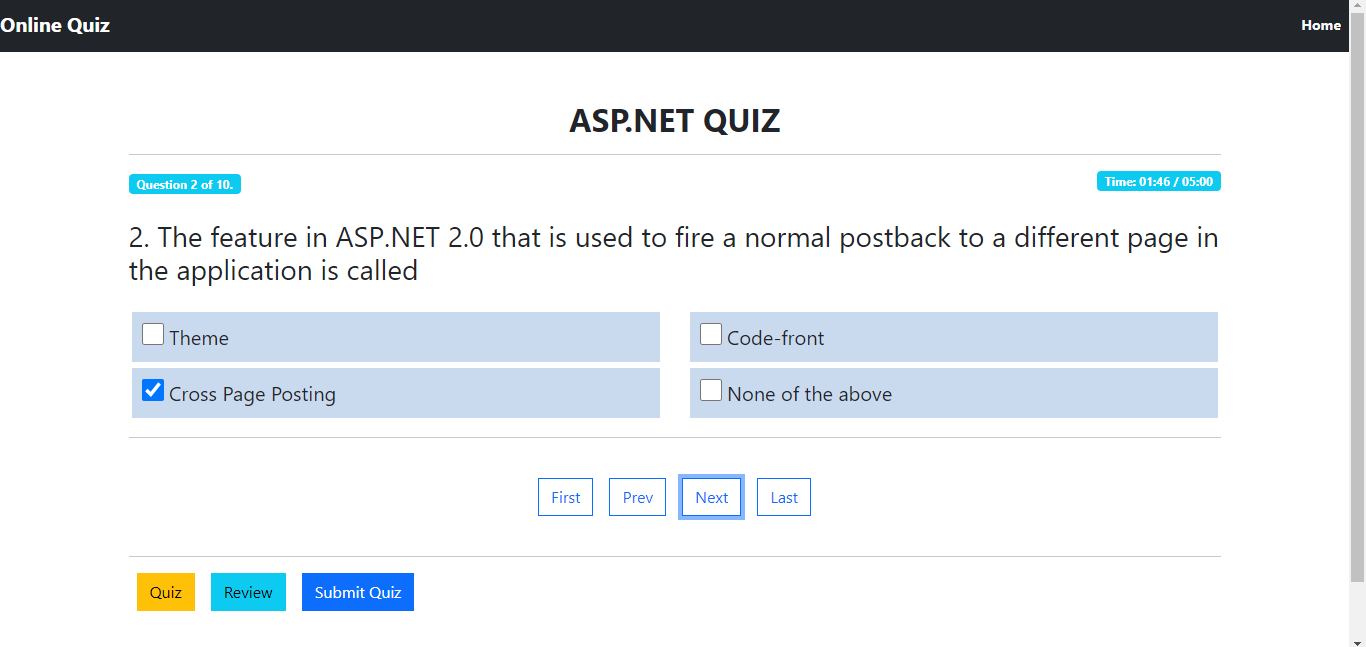 Online Quiz
Home
ASP.NET QUIZ
Question 2 of 10.
Time: 01:46 / 05:00
2. The feature in ASP.NET 2.0 that is used to fire a normal postback to a different page in
the application is called
Theme
Code-front
Cross Page Posting
None of the above
First
Prev
Next
Last
Quiz
Review
Submit Quiz